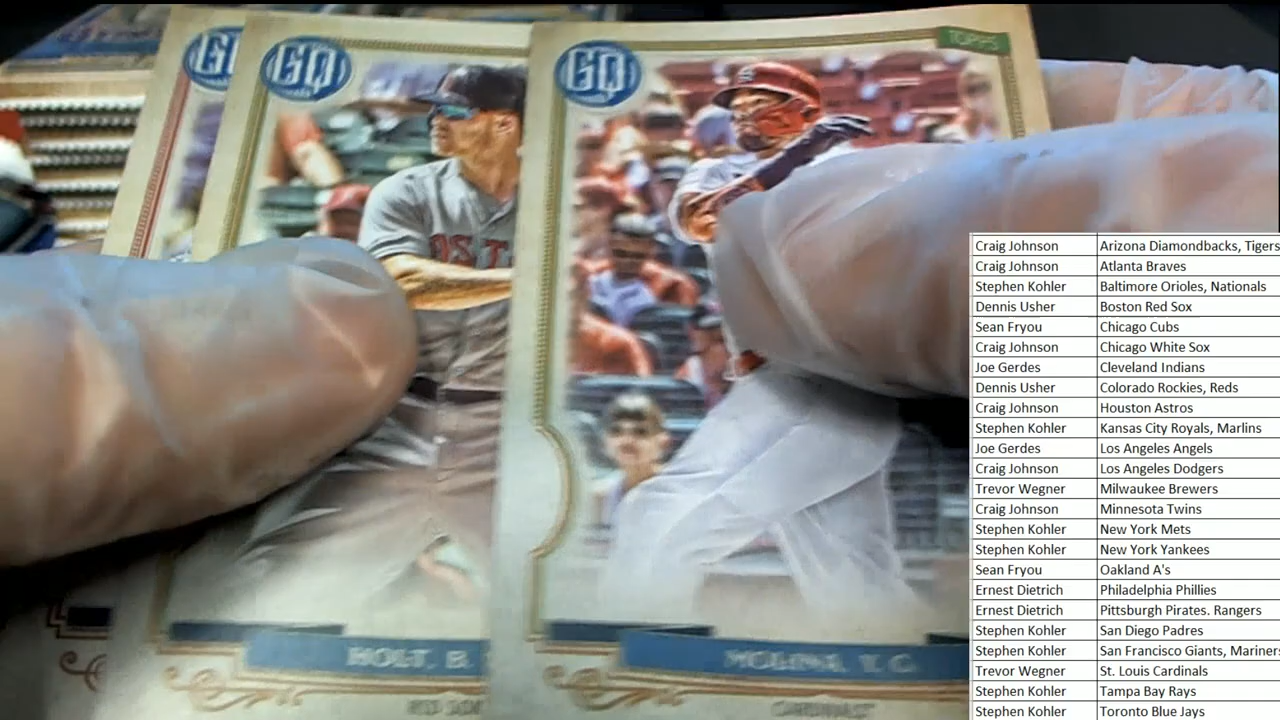 GQ
GQ
GQ
TOPPS
OST
HOLT, B.
MOLINA, Y. C.
RED SOX
CARDINALS
Craig Johnson Arizona Diamondbacks, Tigers
Craig Johnson Atlanta Braves
Stephen Kohler Baltimore Orioles, Nationals
Dennis Usher Boston Red Sox
Sean Fryou Chicago Cubs
Craig Johnson Chicago White Sox
Joe Gerdes Cleveland Indians
Dennis Usher Colorado Rockies, Reds
Craig Johnson Houston Astros
Stephen Kohler Kansas City Royals, Marlins
Joe Gerdes Los Angeles Angels
Craig Johnson Los Angeles Dodgers
Trevor Wegner Milwaukee Brewers
Craig Johnson Minnesota Twins
Stephen Kohler New York Mets
Stephen Kohler New York Yankees
Sean Fryou Oakland A's
Ernest Dietrich Philadelphia Phillies
Ernest Dietrich Pittsburgh Pirates. Rangers
Stephen Kohler San Diego Padres
Stephen Kohler San Francisco Giants, Mariners
Trevor Wegner St. Louis Cardinals
Stephen Kohler Tampa Bay Rays
Stephen Kohler Toronto Blue Jays